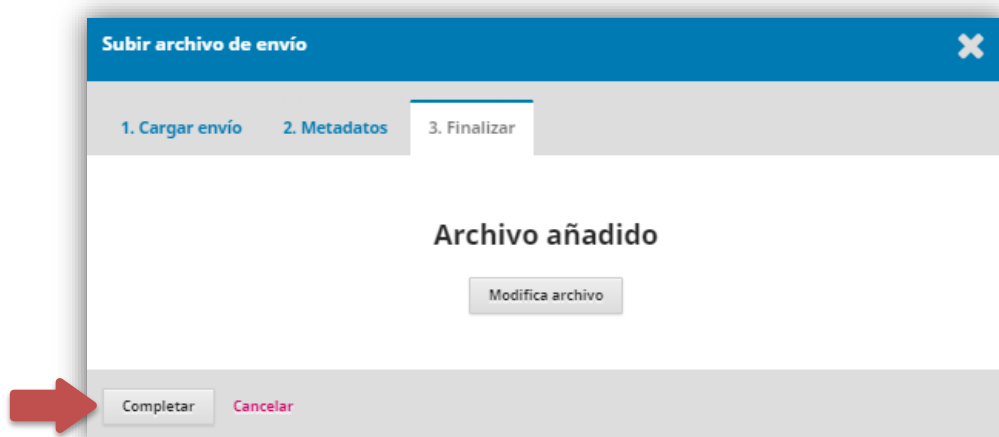 Subir archivo de envío
1. Cargar envío 2. Metadatos 3. Finalizar
Archivo añadido
Modifica archivo
Completar Cancelar